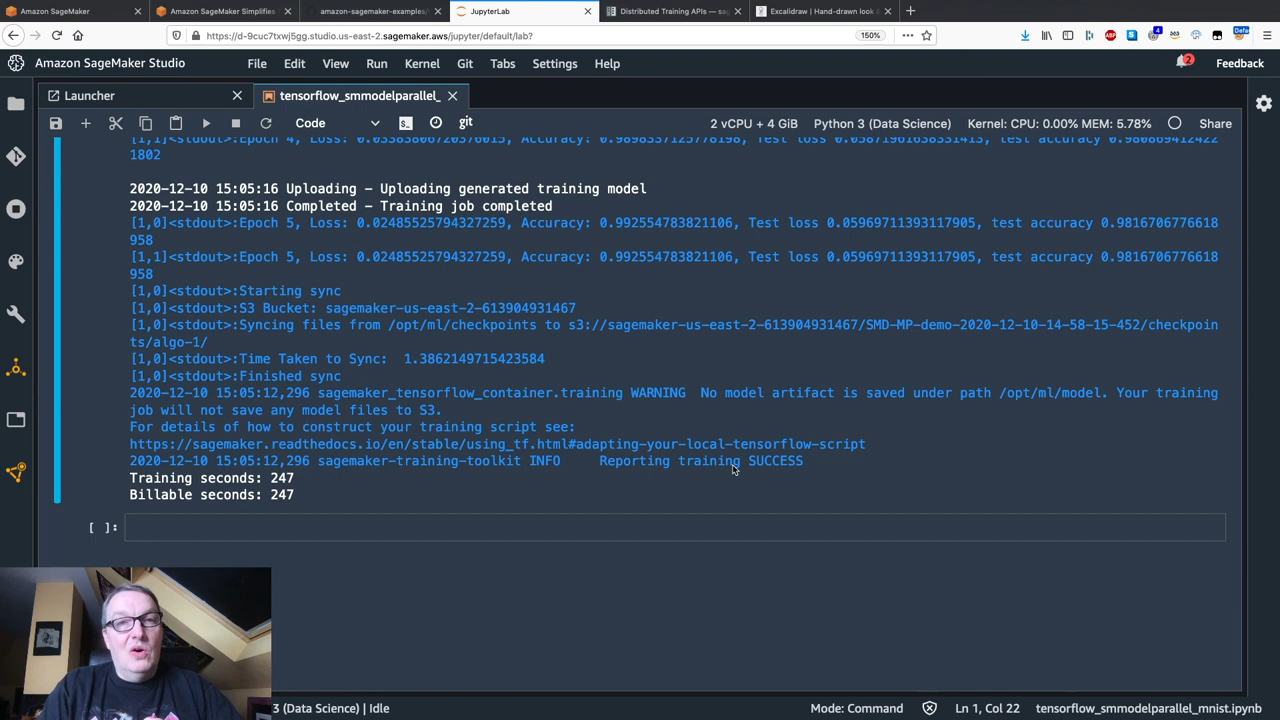 Amazon SageMaker
Amazon SageMaker Simplifies
amazon-sagemaker-examples/
JupyterLab
Distributed Training APIs — sag
Excalidraw | Hand-drawn look &
https://d-9cuc7txwj5gg.studio.us-east-2.sagemaker.aws/jupyter/default/lab?
150%
Amazon SageMaker Studio
File Edit View Run Kernel Git Tabs Settings Help
2
Feedback
Launcher
tensorflow_smmodelparallel_
Code
git
2 vCPU + 4 GiB
Python 3 (Data Science)
Kernel: CPU: 0.00% MEM: 5.78%
Share
1802
2020-12-10 15:05:16 Uploading - Uploading generated training model
2020-12-10 15:05:16 Completed - Training job completed
[1,0]<stdout>:Epoch 5, Loss: 0.02485525794327259, Accuracy: 0.992554783821106, Test loss 0.05969711393117905, test accuracy 0.9816706776618
958
[1,1]<stdout>:Epoch 5, Loss: 0.02485525794327259, Accuracy: 0.992554783821106, Test loss 0.05969711393117905, test accuracy 0.9816706776618
958
[1,0]<stdout>:Starting sync
[1,0]<stdout>:S3 Bucket: sagemaker-us-east-2-613904931467
[1,0]<stdout>:Syncing files from /opt/ml/checkpoints to s3://sagemaker-us-east-2-613904931467/SMD-MP-demo-2020-12-10-14-58-15-452/checkpoin
ts/algo-1/
[1,0]<stdout>:Time Taken to Sync:  1.3862149715423584
[1,0]<stdout>:Finished sync
2020-12-10 15:05:12,296 sagemaker_tensorflow_container.training WARNING  No model artifact is saved under path /opt/ml/model. Your training
job will not save any model files to S3.
For details of how to construct your training script see:
https://sagemaker.readthedocs.io/en/stable/using_tf.html#adapting-your-local-tensorflow-script
2020-12-10 15:05:12,296 sagemaker-training-toolkit INFO     Reporting training SUCCESS
Training seconds: 247
Billable seconds: 247
[ ]:
3 (Data Science) | Idle
Mode: Command
Ln 1, Col 22
tensorflow_smmodelparallel_mnist.ipynb